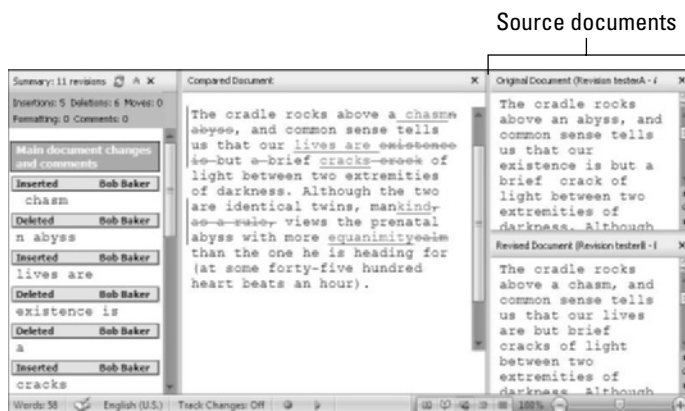 Source documents
Summary: 11 revisions
Insertions: 5 Deletions: 6 Moves: 0
Formatting: 0 Comments: 0
Main document changes
and comments
Inserted Bob Baker
chasm
Deleted Bob Baker
n abyss
Inserted Bob Baker
lives are
Deleted Bob Baker
existence is
Deleted Bob Baker
a
Inserted Bob Baker
cracks
Compared Document
The cradle rocks above a chasmn
abyss, and common sense tells
us that our lives are existence
is but a brief cracks crack of
light between two extremities
of darkness. Although the two
are identical twins, mankind,
as a rule, views the prenatal
abyss with more equanimitycalm
than the one he is heading for
(at some forty-five hundred
heart beats an hour).
Original Document (Revision testerA -
The cradle rocks
above an abyss, and
common sense tells
us that our
existence is but a
brief crack of
light between two
extremities of
darkness. Although
Revised Document (Revision testerB -
The cradle rocks
above a chasm, and
common sense tells
us that our lives
are but brief
cracks of light
between two
extremities of
darkness. Although
Words: 58 English (U.S.) Track Changes: Off 100%